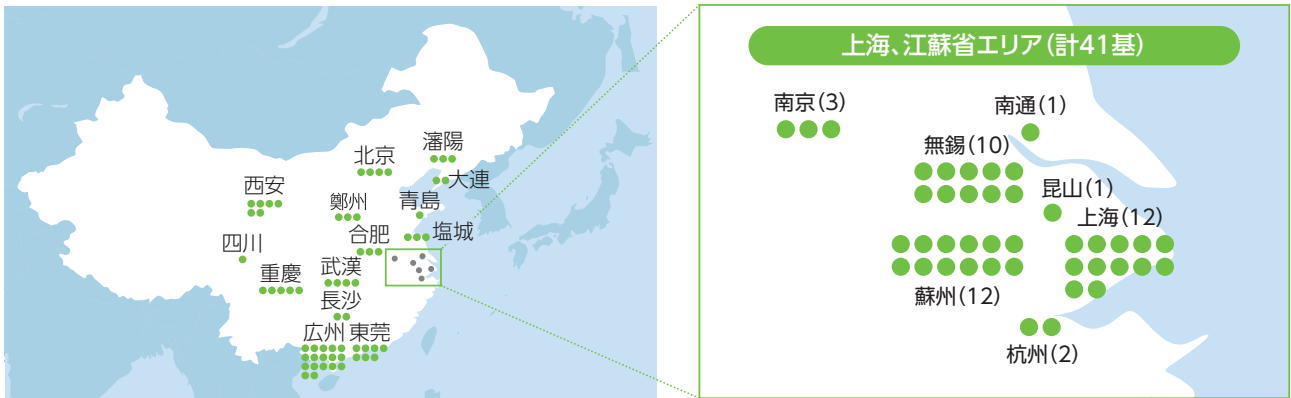 瀋陽
北京
大連
西安
鄭州
青島
塩城
合肥
四川
武漢
重慶
長沙
広州
東莞
上海、江蘇省エリア(計41基)
南京(3)
南通(1)
無錫(10)
昆山(1)
上海(12)
蘇州(12)
杭州(2)